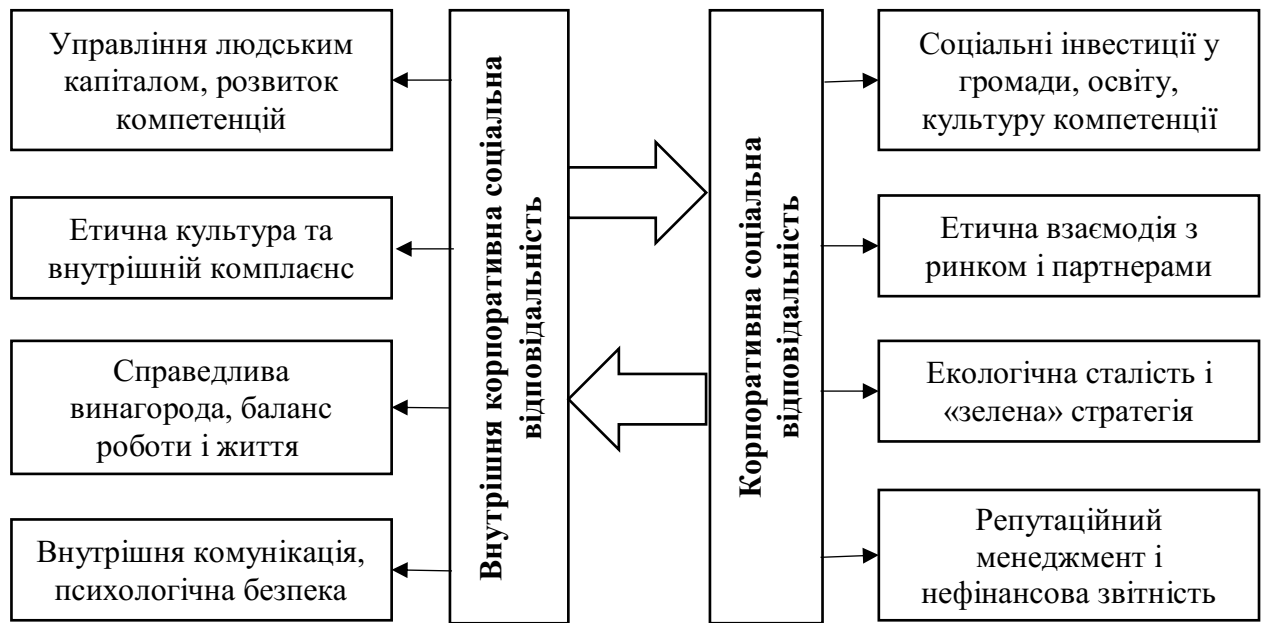 Управління людським
капіталом, розвиток
компетенцій
Етична культура та
внутрішній комплаєнс
Справедлива
винагорода, баланс
роботи і життя
Внутрішня комунікація,
психологічна безпека
Внутрішня корпоративна соціальна
відповідальність
Корпоративна соціальна
відповідальність
Соціальні інвестиції у
громади, освіту,
культуру компетенції
Етична взаємодія з
ринком і партнерами
Екологічна сталість і
«зелена» стратегія
Репутаційний
менеджмент і
нефінансова звітність